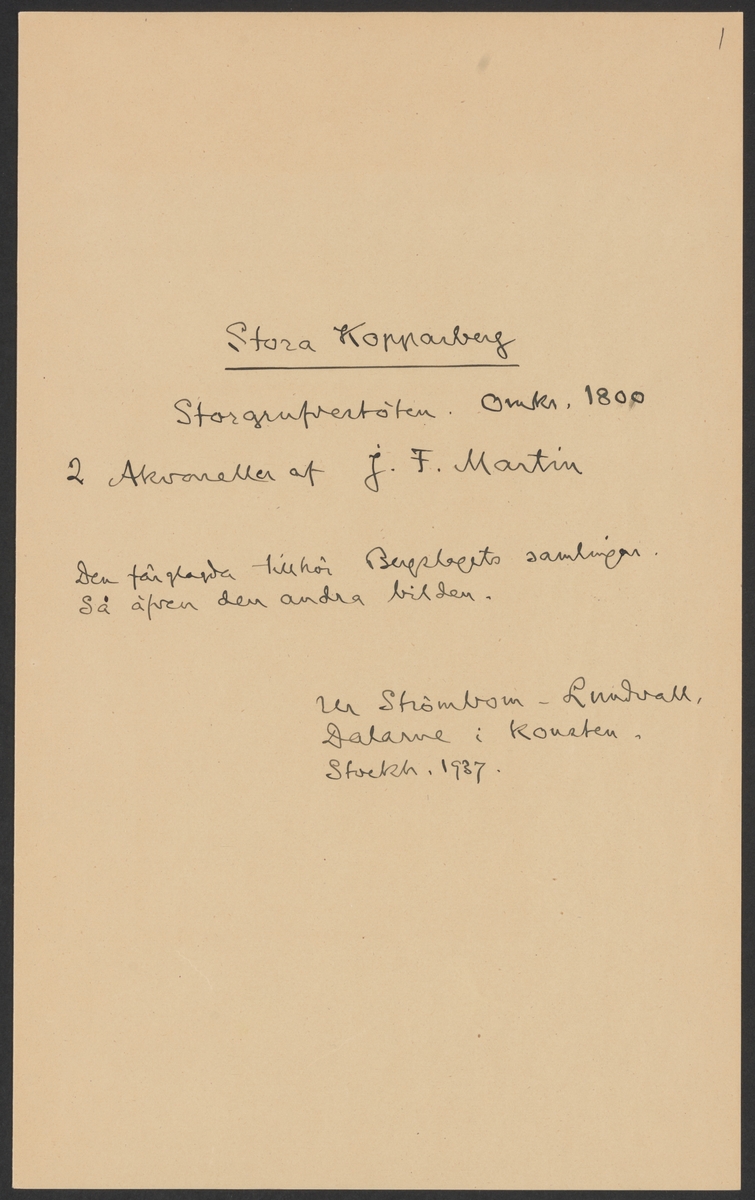 1
Stora Kopparberg
Storgrufvestöten. Omkr. 1800
2 Akvareller af J. F. Martin
Den färglagda tillhör Bergslagets samlingar.
Så äfven den andra bilden.
Ur Strömbom - Lundvall,
Dalarne i konsten.
Stockh. 1937.